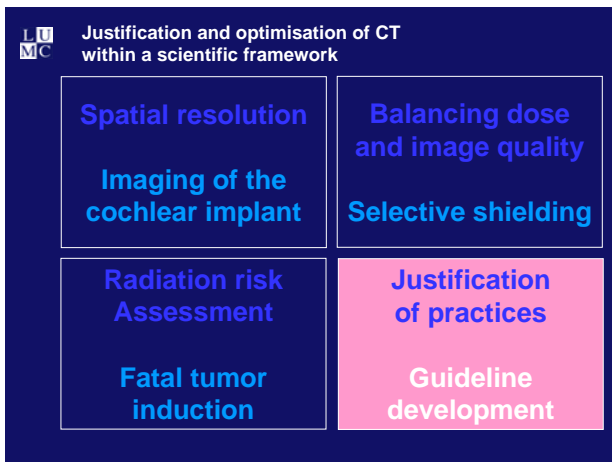 LU
MC
Justification and optimisation of CT
within a scientific framework
Spatial resolution
Imaging of the
cochlear implant
Balancing dose
and image quality
Selective shielding
Radiation risk
Assessment
Fatal tumor
induction
Justification
of practices
Guideline
development